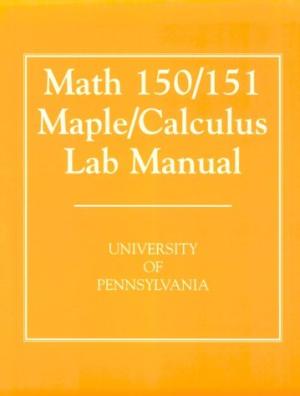 Math 150/151
Maple/Calculus
Lab Manual
UNIVERSITY
OF
PENNSYLVANIA